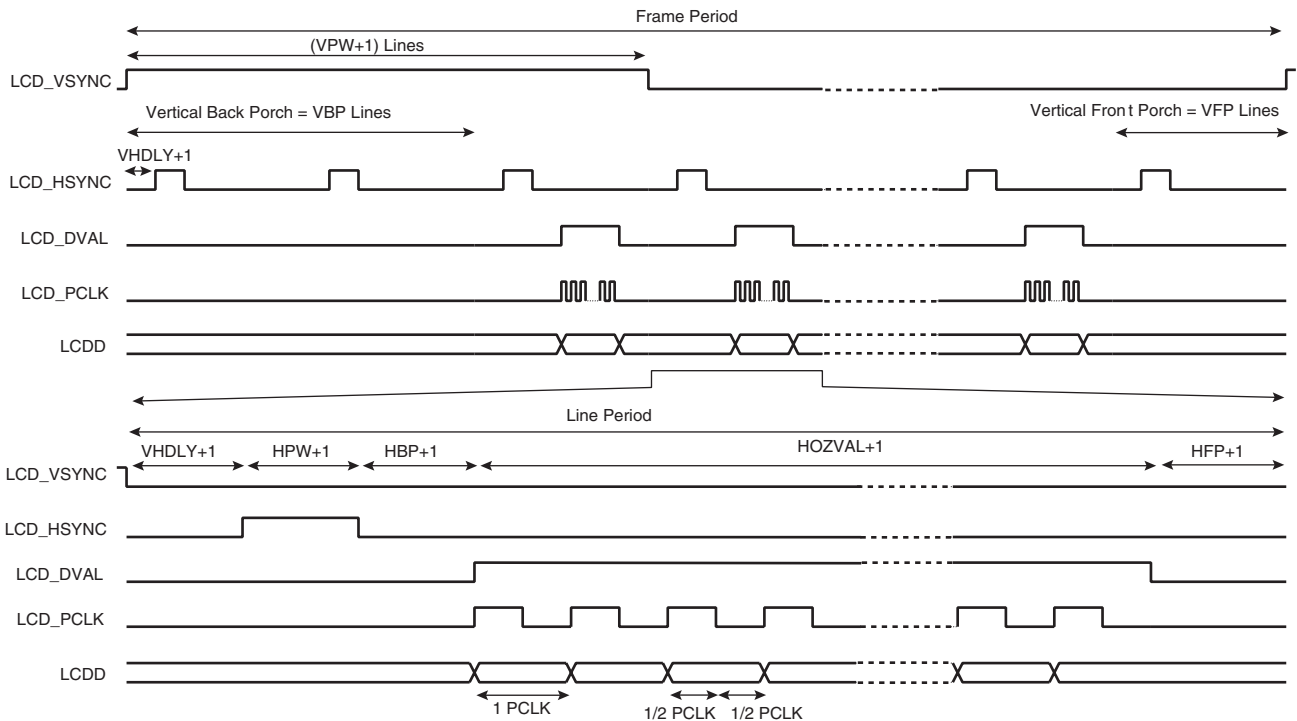 Frame Period
(VPW+1) Lines
LCD_VSYNC
Vertical Back Porch = VBP Lines
Vertical Front Porch = VFP Lines
VHDLY+1
LCD_HSYNC
LCD_DVAL
LCD_PCLK
LCDD
Line Period
VHDLY+1
HPW+1
HBP+1
HOZVAL+1
HFP+1
LCD_VSYNC
LCD_HSYNC
LCD_DVAL
LCD_PCLK
LCDD
1 PCLK
1/2 PCLK
1/2 PCLK